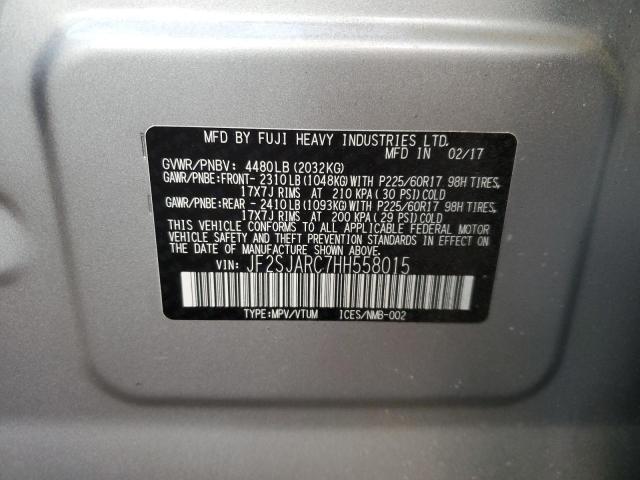 MFD BY FUJI HEAVY INDUSTRIES LTD.
MFD IN 02/17
GVWR/PNBV: 4480LB (2032KG)
GAWR/PNBE:FRONT- 2310LB (1048KG) WITH P225/60R17 98H TIRES,
17X7J RIMS AT 210 KPA (30 PSI) COLD
GAWR/PNBE:REAR - 2410LB (1093KG) WITH P225/60R17 98H TIRES,
17X7J RIMS AT 200 KPA (29 PSI) COLD
THIS VEHICLE CONFORMS TO ALL APPLICABLE FEDERAL MOTOR
VEHICLE SAFETY AND THEFT PREVENTION STANDARDS IN EFFECT ON
THE DATE OF MANUFACTURE SHOWN ABOVE.
VIN: JF2SJARC7HH558015
TYPE:MPV/VTUM ICES/NMB-002